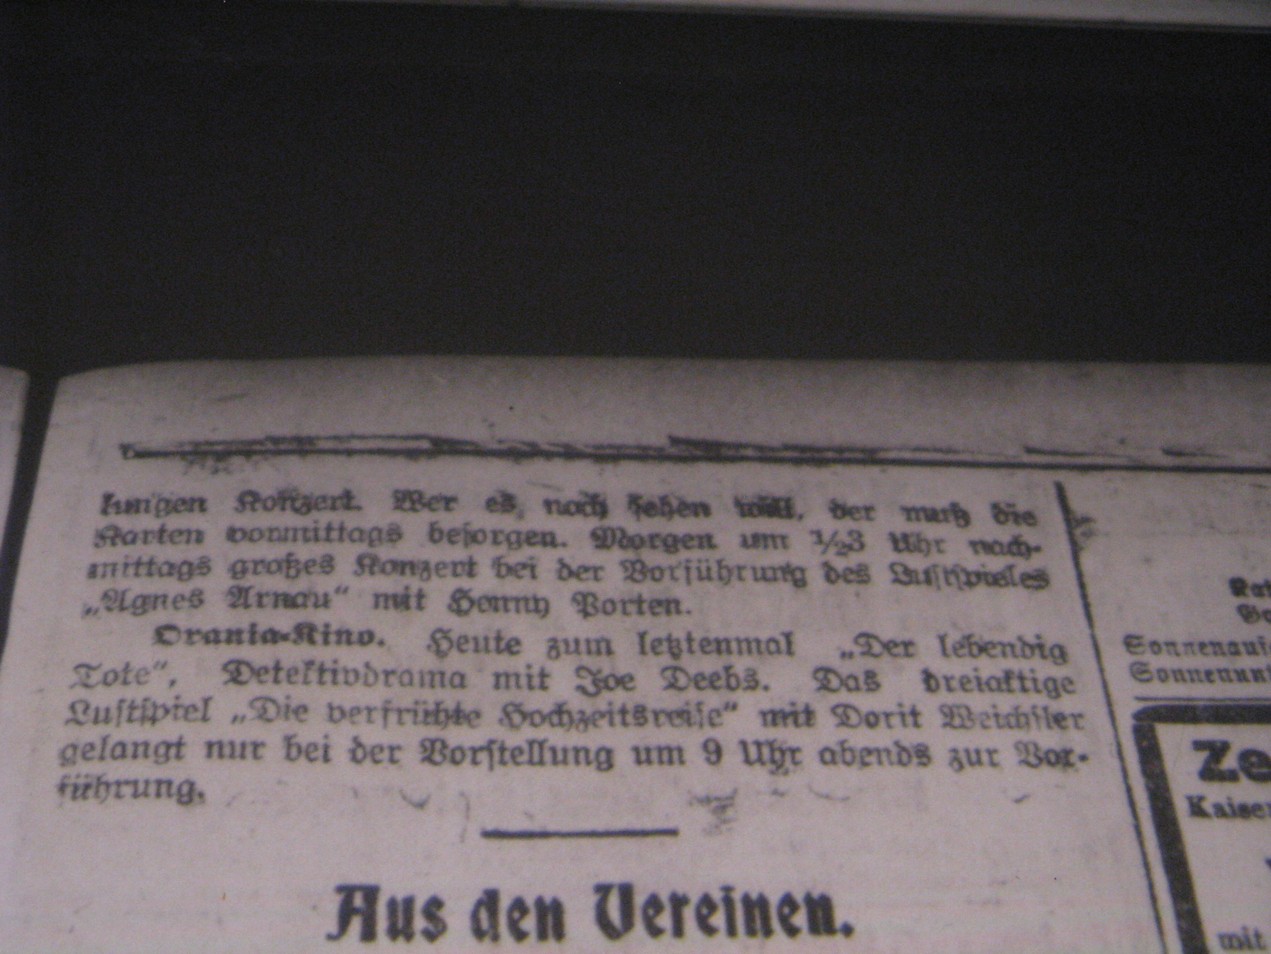 lungen Konzert. Wer es noch sehen will, der muß die
Karten vormittags besorgen. Morgen um ½3 Uhr nach-
mittags großes Konzert bei der Vorführung des Lustspieles
„Agnes Arnau“ mit Henny Porten.
Orania-Kino. Heute zum letztenmal „Der lebendig
Tote“, Detektivdrama mit Joe Deebs. Das dreiaktige
Lustspiel „Die verfrühte Hochzeitsreise“ mit Dorit Weichsler
gelangt nur bei der Vorstellung um 9 Uhr abends zur Vor-
führung.
Aus den Vereinen.
Sonnenauf
Sonnenunt
Ze
Kaiser
mit